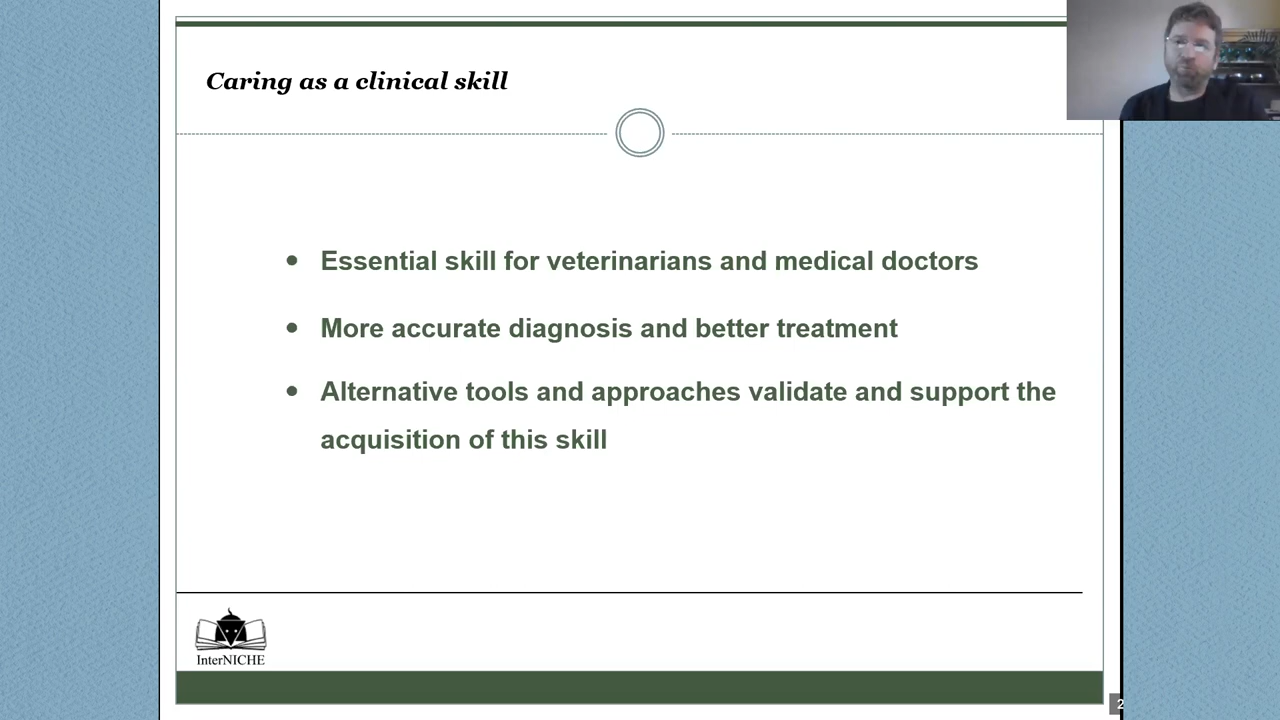 Caring as a clinical skill
• Essential skill for veterinarians and medical doctors
• More accurate diagnosis and better treatment
• Alternative tools and approaches validate and support the
acquisition of this skill
InterNICHE
2